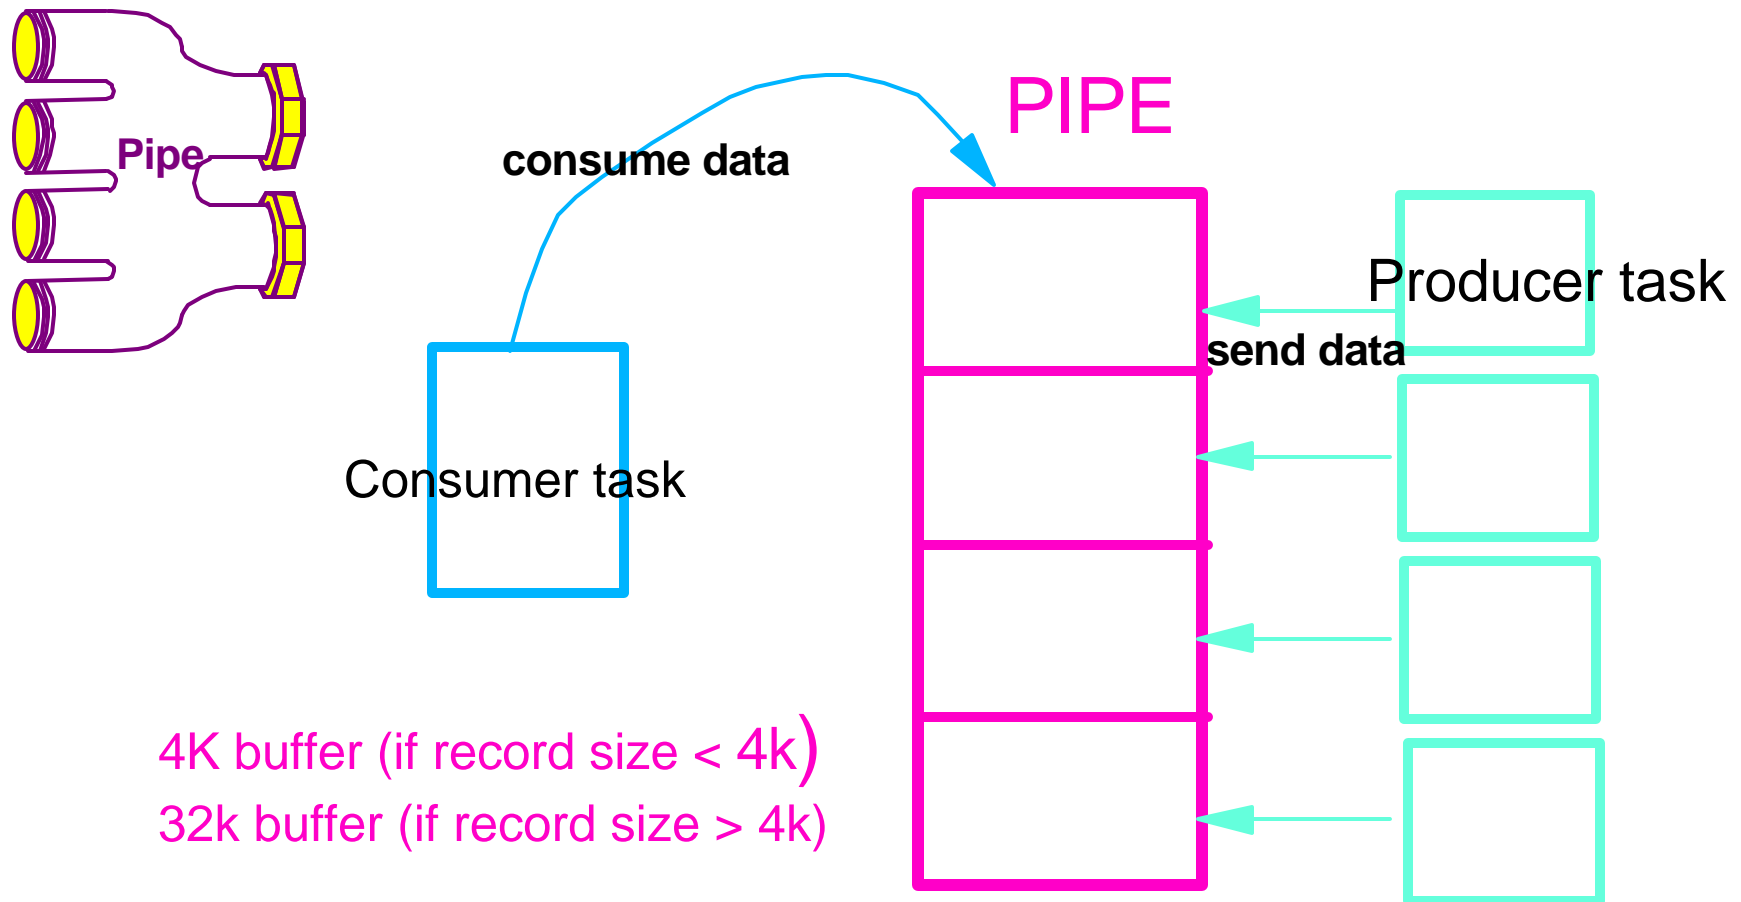 PIPE
Pipe
consume data
Producer task
send data
Consumer task
4K buffer (if record size < 4k)
32k buffer (if record size > 4k)